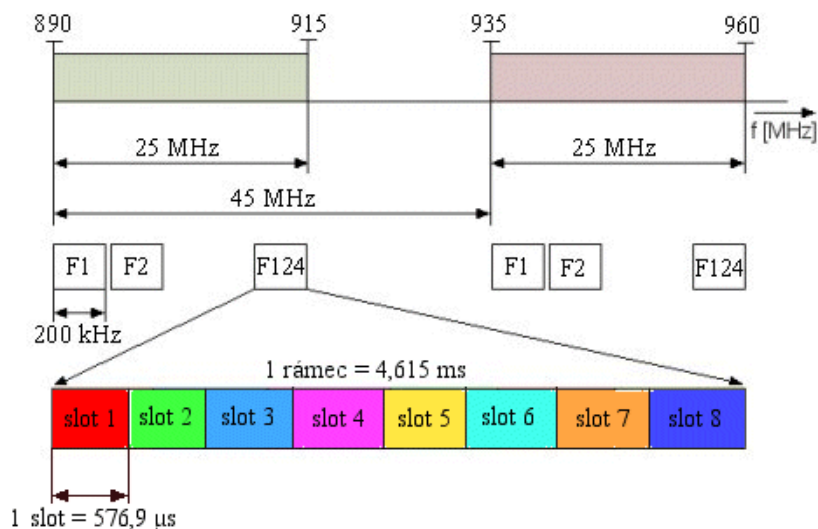 890 915 935 960
f [MHz]
25 MHz 25 MHz
45 MHz
F1 F2 F124 F1 F2 F124
200 kHz
1 rámec = 4,615 ms
slot 1 slot 2 slot 3 slot 4 slot 5 slot 6 slot 7 slot 8
1 slot = 576,9 µs